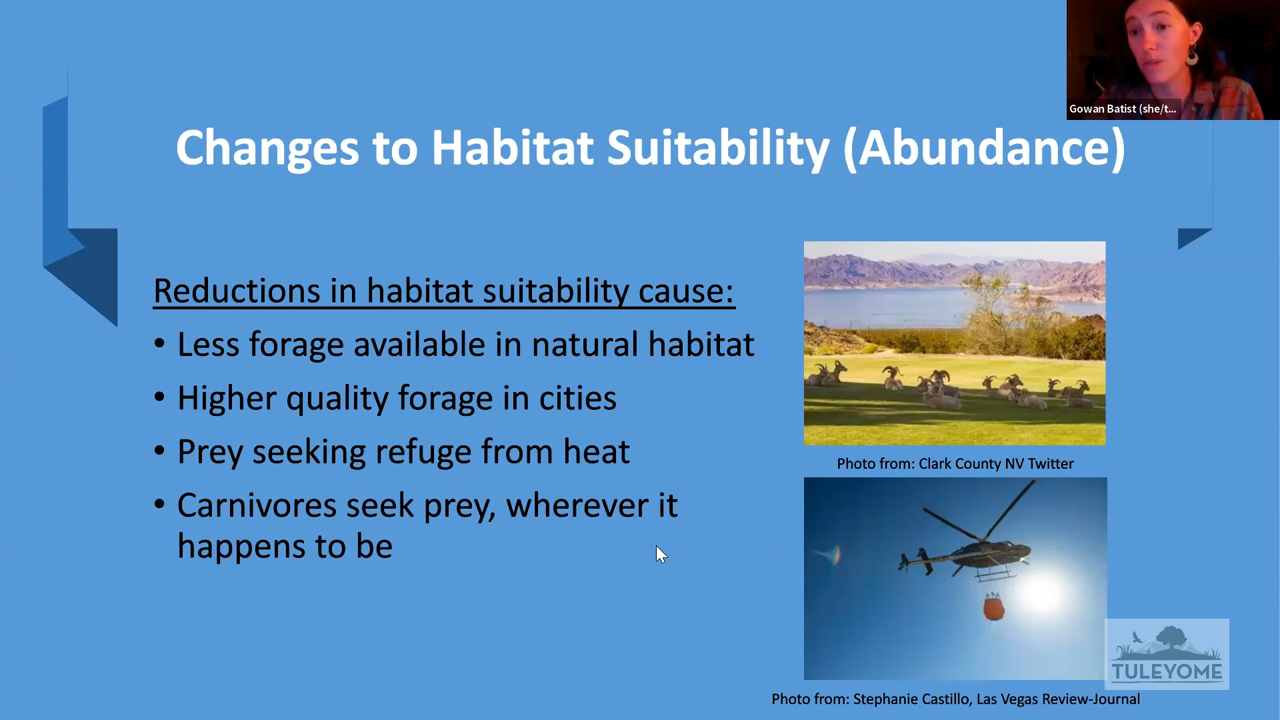 Gowan Batist (she/t...
Changes to Habitat Suitability (Abundance)
Reductions in habitat suitability cause:
• Less forage available in natural habitat
• Higher quality forage in cities
• Prey seeking refuge from heat
• Carnivores seek prey, wherever it
happens to be
Photo from: Clark County NV Twitter
TULEYOME
Photo from: Stephanie Castillo, Las Vegas Review-Journal